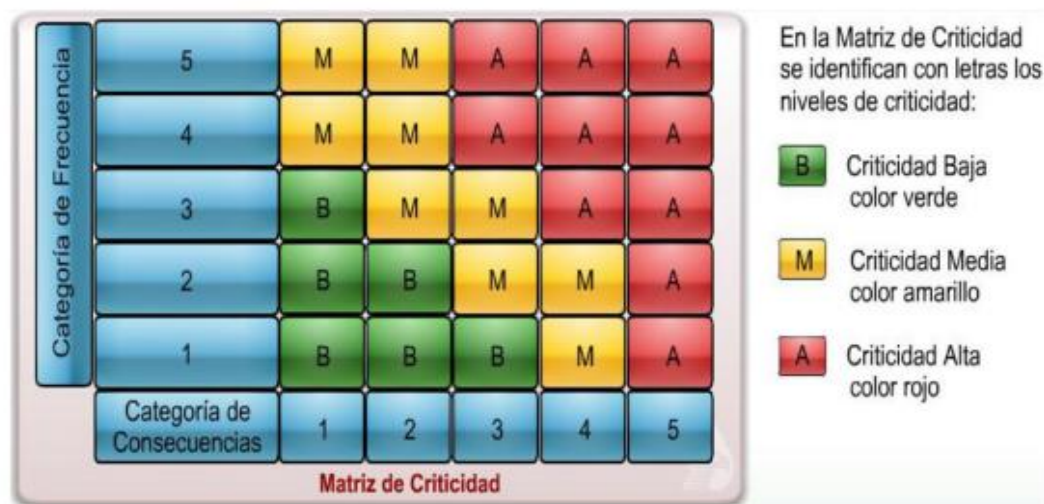 Categoría de Frecuencia
5 M M A A A
4 M M A A A
3 B M M A A
2 B B M M A
1 B B B M A
Categoría de
Consecuencias
1 2 3 4 5
Matriz de Criticidad
En la Matriz de Criticidad
se identifican con letras los
niveles de criticidad:
B Criticidad Baja
color verde
M Criticidad Media
color amarillo
A Criticidad Alta
color rojo